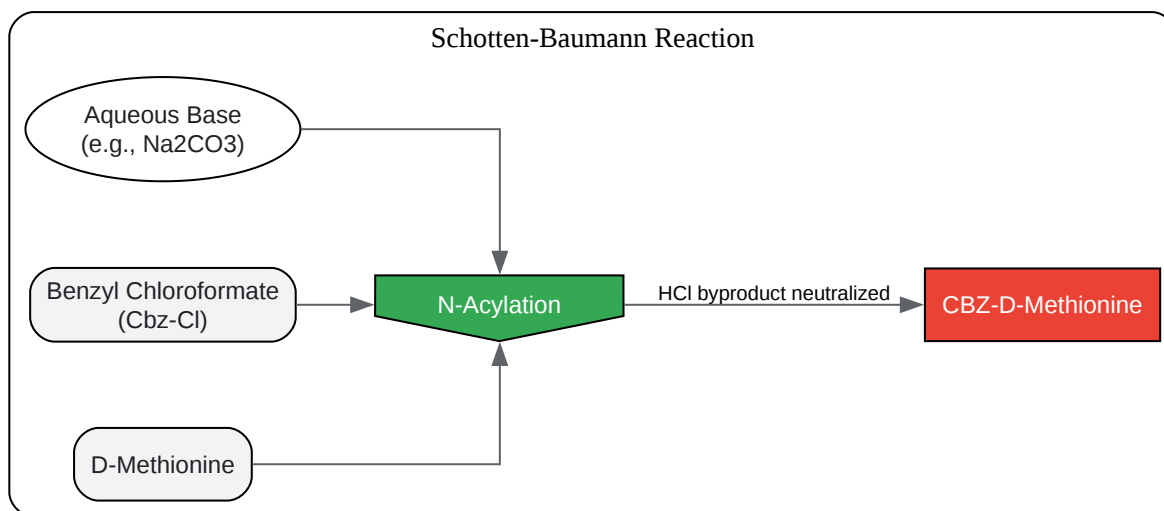 Schotten-Baumann Reaction
Aqueous Base
(e.g., Na2CO3)
Benzyl Chloroformate
(Cbz-Cl)
N-Acylation
HCl byproduct neutralized
CBZ-D-Methionine
D-Methionine